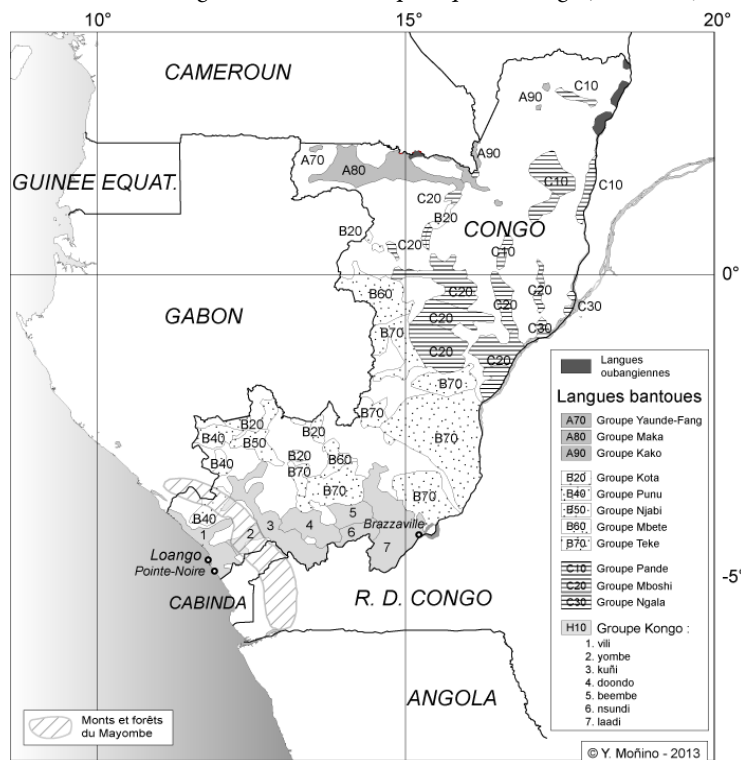 10°
15°
20°
CAMEROUN
A90
C10
A70
A80
A90
C10
C10
GUINEE EQUAT.
C20
B20
CONGO
B20
C20
C10
0°
B60
C20
C20
C20
C30
GABON
B70
C30
C20
C20
B70
B70
B20
B20
B40
B50
B70
B20
B60
B40
B70
B70
B70
B40
5
Brazzaville
1
2
3
4
6
7
Loango
Pointe-Noire
-5°
CABINDA
R. D. CONGO
ANGOLA
Langues
oubanguiennes
Langues bantoues
A70 Groupe Yaunde-Fang
A80 Groupe Maka
A90 Groupe Kako
B20 Groupe Kota
B40 Groupe Punu
B50 Groupe Njabi
B60 Groupe Mbete
B70 Groupe Teke
C10 Groupe Pande
C20 Groupe Mboshi
C30 Groupe Ngala
H10 Groupe Kongo :
1. vili
2. yombe
3. kuñi
4. doondo
5. beembe
6. nsundi
7. laadi
Monts et forêts
du Mayombe
© Y. Moñino - 2013